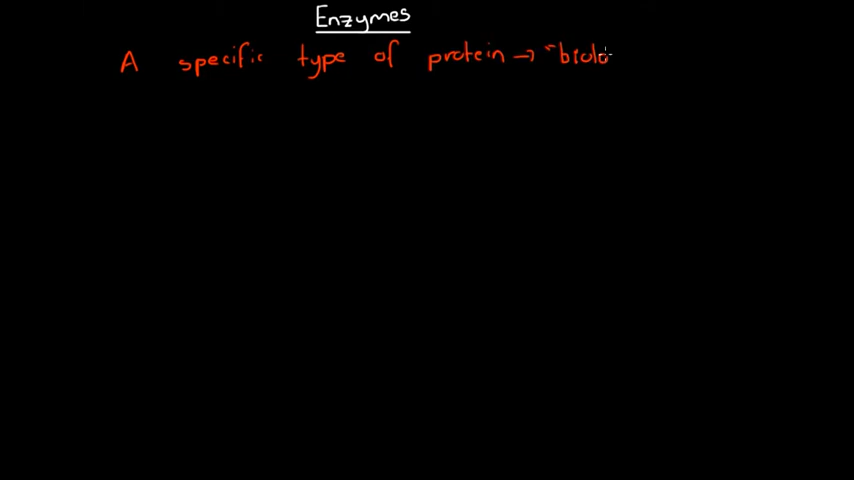 Enzymes
A specific type of protein → "biolo